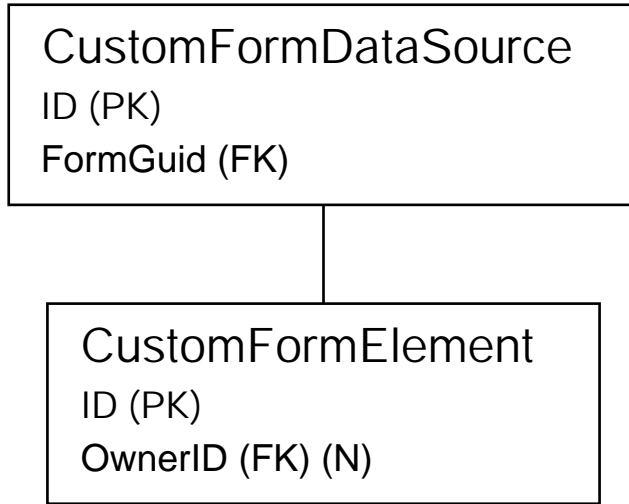 CustomFormDataSource
ID (PK)
FormGuid (FK)
CustomFormElement
ID (PK)
OwnerID (FK) (N)